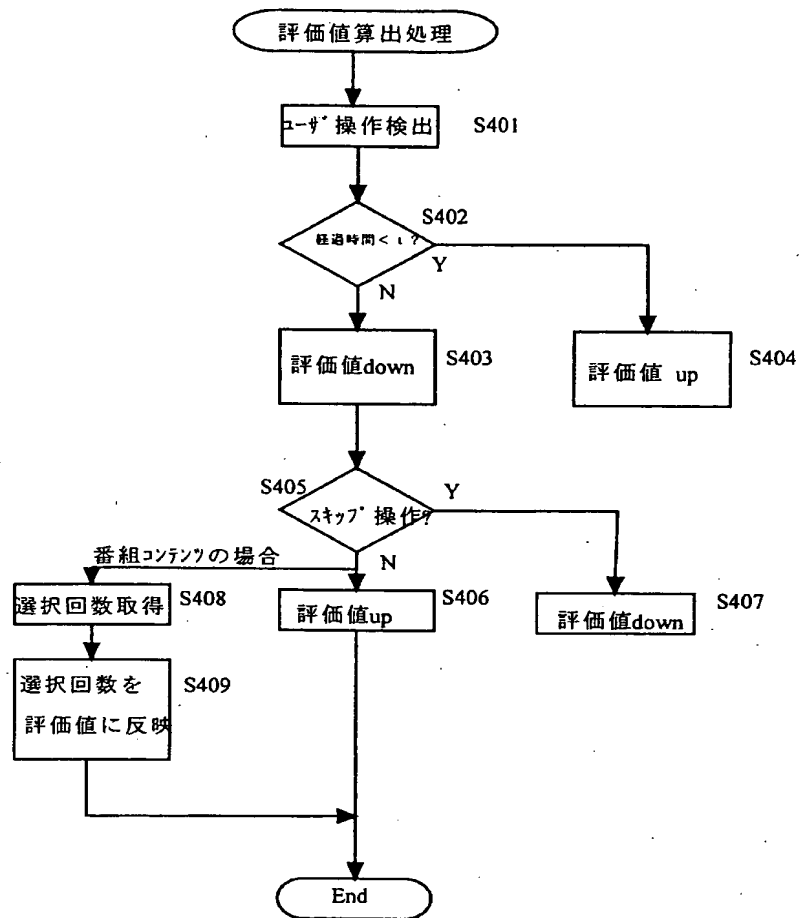 評価値算出処理
ユーザ操作検出
S401
S402
経過時間<t?
Y
N
評価値down
S403
評価値 up
S404
S405
スキップ操作?
Y
N
番組コンテンツの場合
選択回数取得
S408
評価値up
S406
評価値down
S407
選択回数を
評価値に反映
S409
End